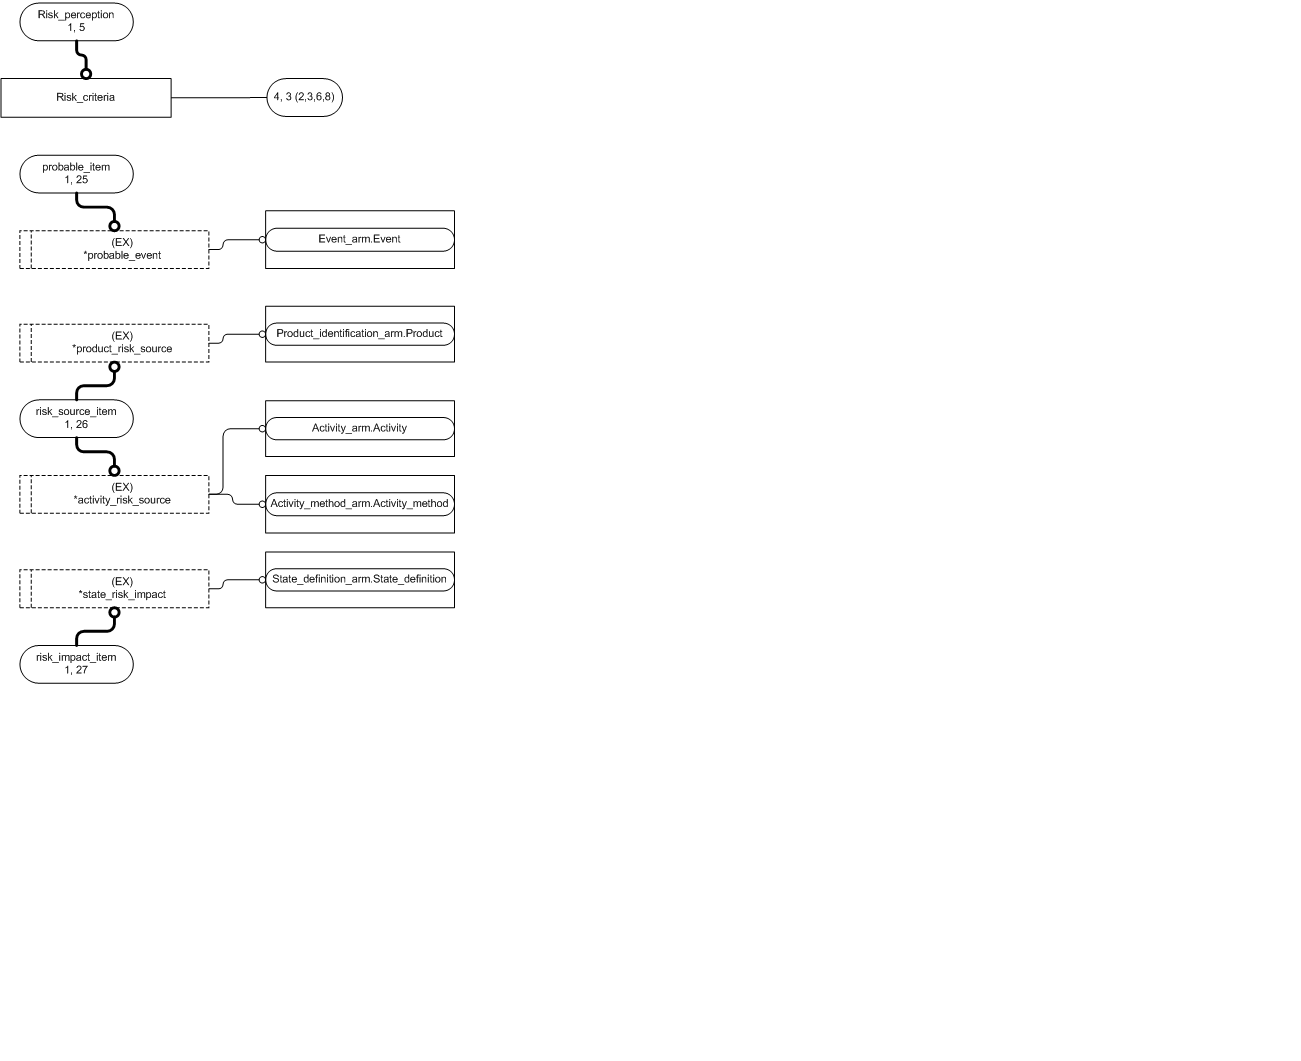 Risk_perception
1, 5
Risk_criteria
4, 3 (2,3,6,8)
probable_item
1, 25
(EX)
*probable_event
Event_arm.Event
(EX)
*product_risk_source
Product_identification_arm.Product
risk_source_item
1, 26
Activity_arm.Activity
(EX)
*activity_risk_source
Activity_method_arm.Activity_method
(EX)
*state_risk_impact
State_definition_arm.State_definition
risk_impact_item
1, 27